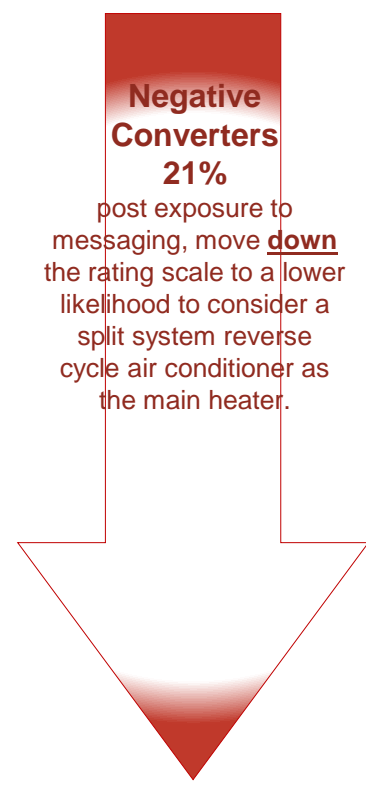 Negative
Converters
21%
post exposure to
messaging, move down
the rating scale to a lower
likelihood to consider a
split system reverse
cycle air conditioner as
the main heater.